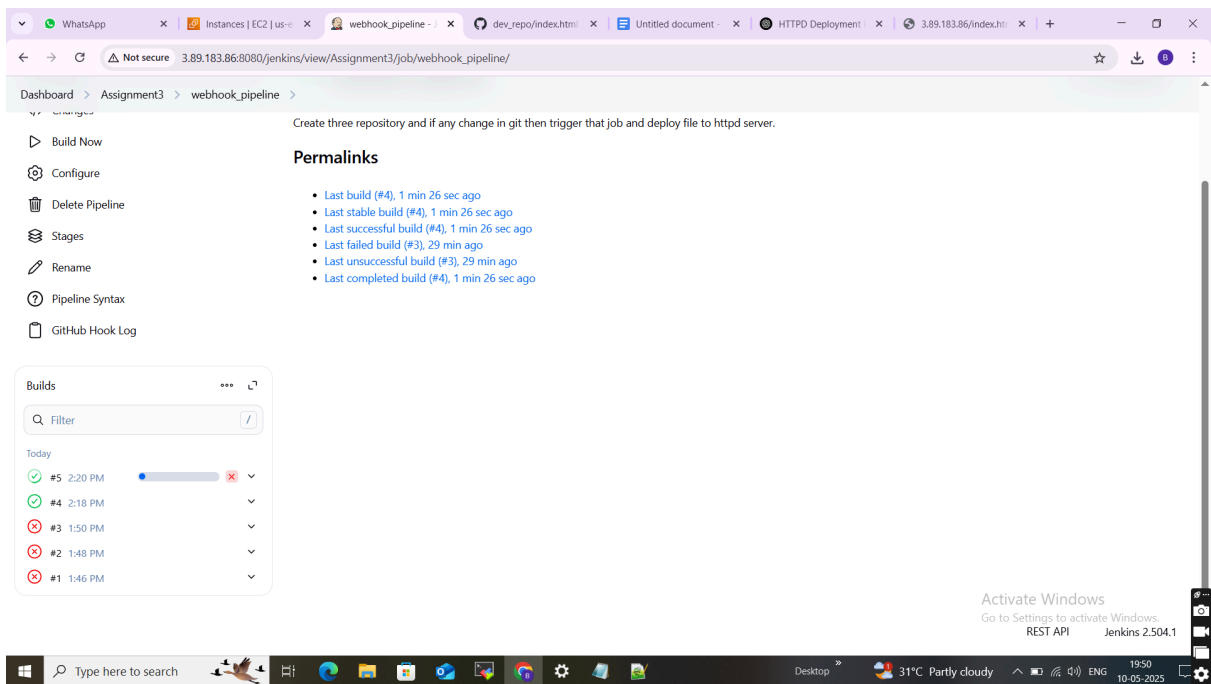 WhatsApp
Instances | EC2 | us-e
webhook_pipeline - J
dev_repo/index.html
Untitled document -
HTTPD Deployment
3.89.183.86/index.ht
Not secure 3.89.183.86:8080/jenkins/view/Assignment3/job/webhook_pipeline/
Dashboard > Assignment3 > webhook_pipeline >
Changes
Build Now
Configure
Delete Pipeline
Stages
Rename
Pipeline Syntax
GitHub Hook Log
Create three repository and if any change in git then trigger that job and deploy file to httpd server.
Permalinks
Last build (#4), 1 min 26 sec ago
Last stable build (#4), 1 min 26 sec ago
Last successful build (#4), 1 min 26 sec ago
Last failed build (#3), 29 min ago
Last unsuccessful build (#3), 29 min ago
Last completed build (#4), 1 min 26 sec ago
Builds
Filter /
Today
#5 2:20 PM
#4 2:18 PM
#3 1:50 PM
#2 1:48 PM
#1 1:46 PM
Activate Windows
Go to Settings to activate Windows.
REST API Jenkins 2.504.1
Type here to search
Desktop
31°C Partly cloudy
ENG
19:50
10-05-2025